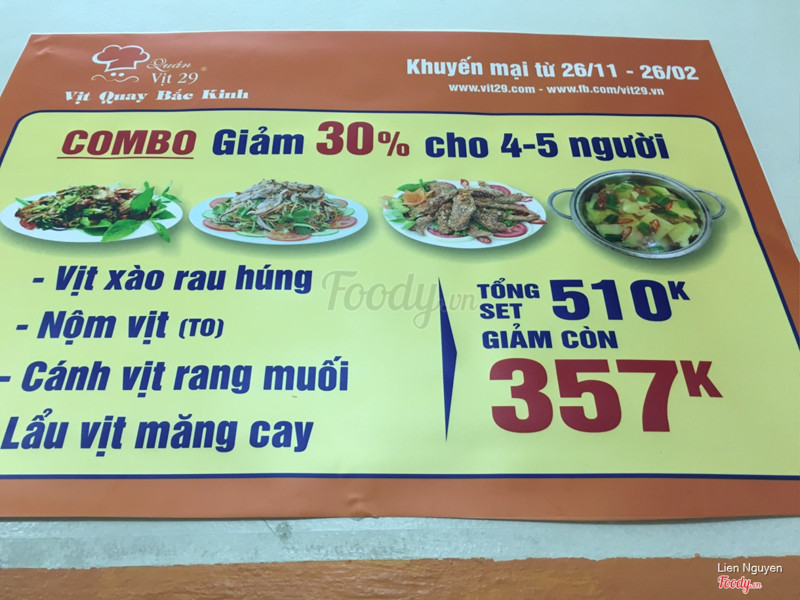 Quán
Vịt 29®
Vịt Quay Bắc Kinh
Khuyến mại từ 26/11 - 26/02
www.vit29.com - www.fb.com/vit29.vn
COMBO Giảm 30% cho 4-5 người
- Vịt xào rau húng
- Nộm vịt (TO)
- Cánh vịt rang muối
Lẩu vịt măng cay
TỔNG SET 510K
GIẢM CÒN
357K
Foody.vn
Lien Nguyen
Foody.vn